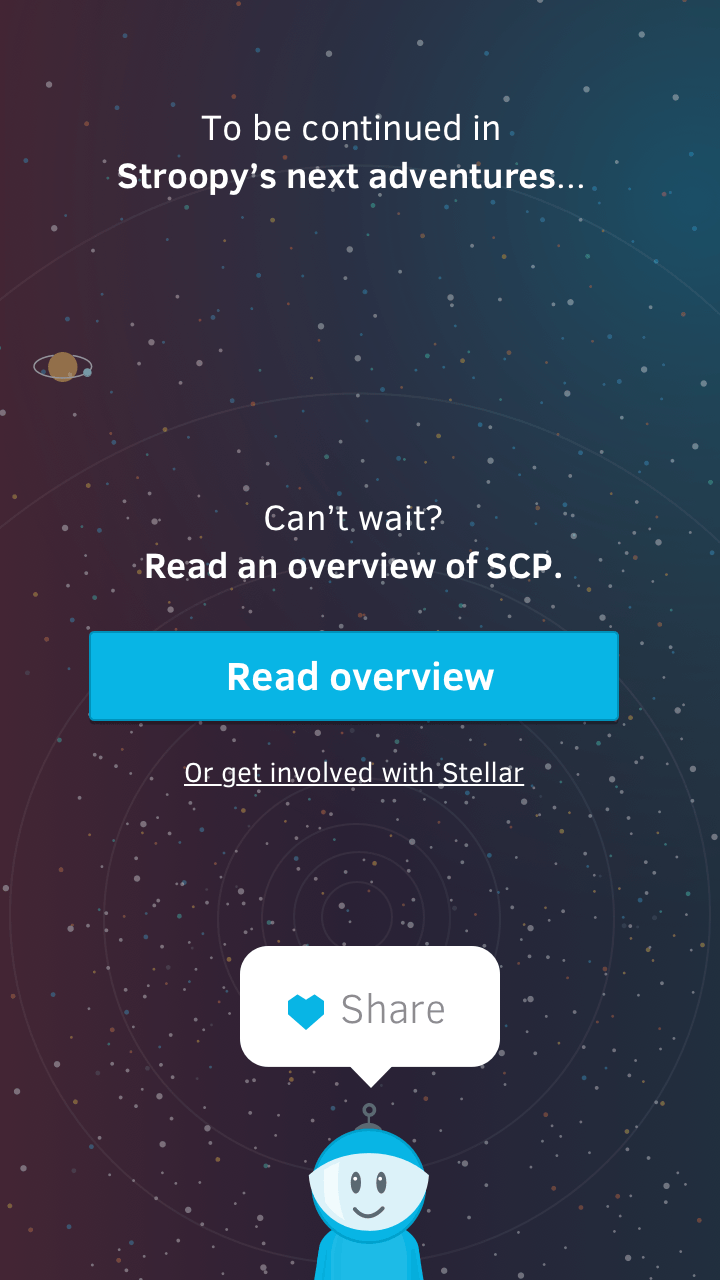 To be continued in
Stroopy’s next adventures...
Can’t wait?
Read an overview of SCP.
Read overview
Or get involved with Stellar
Share